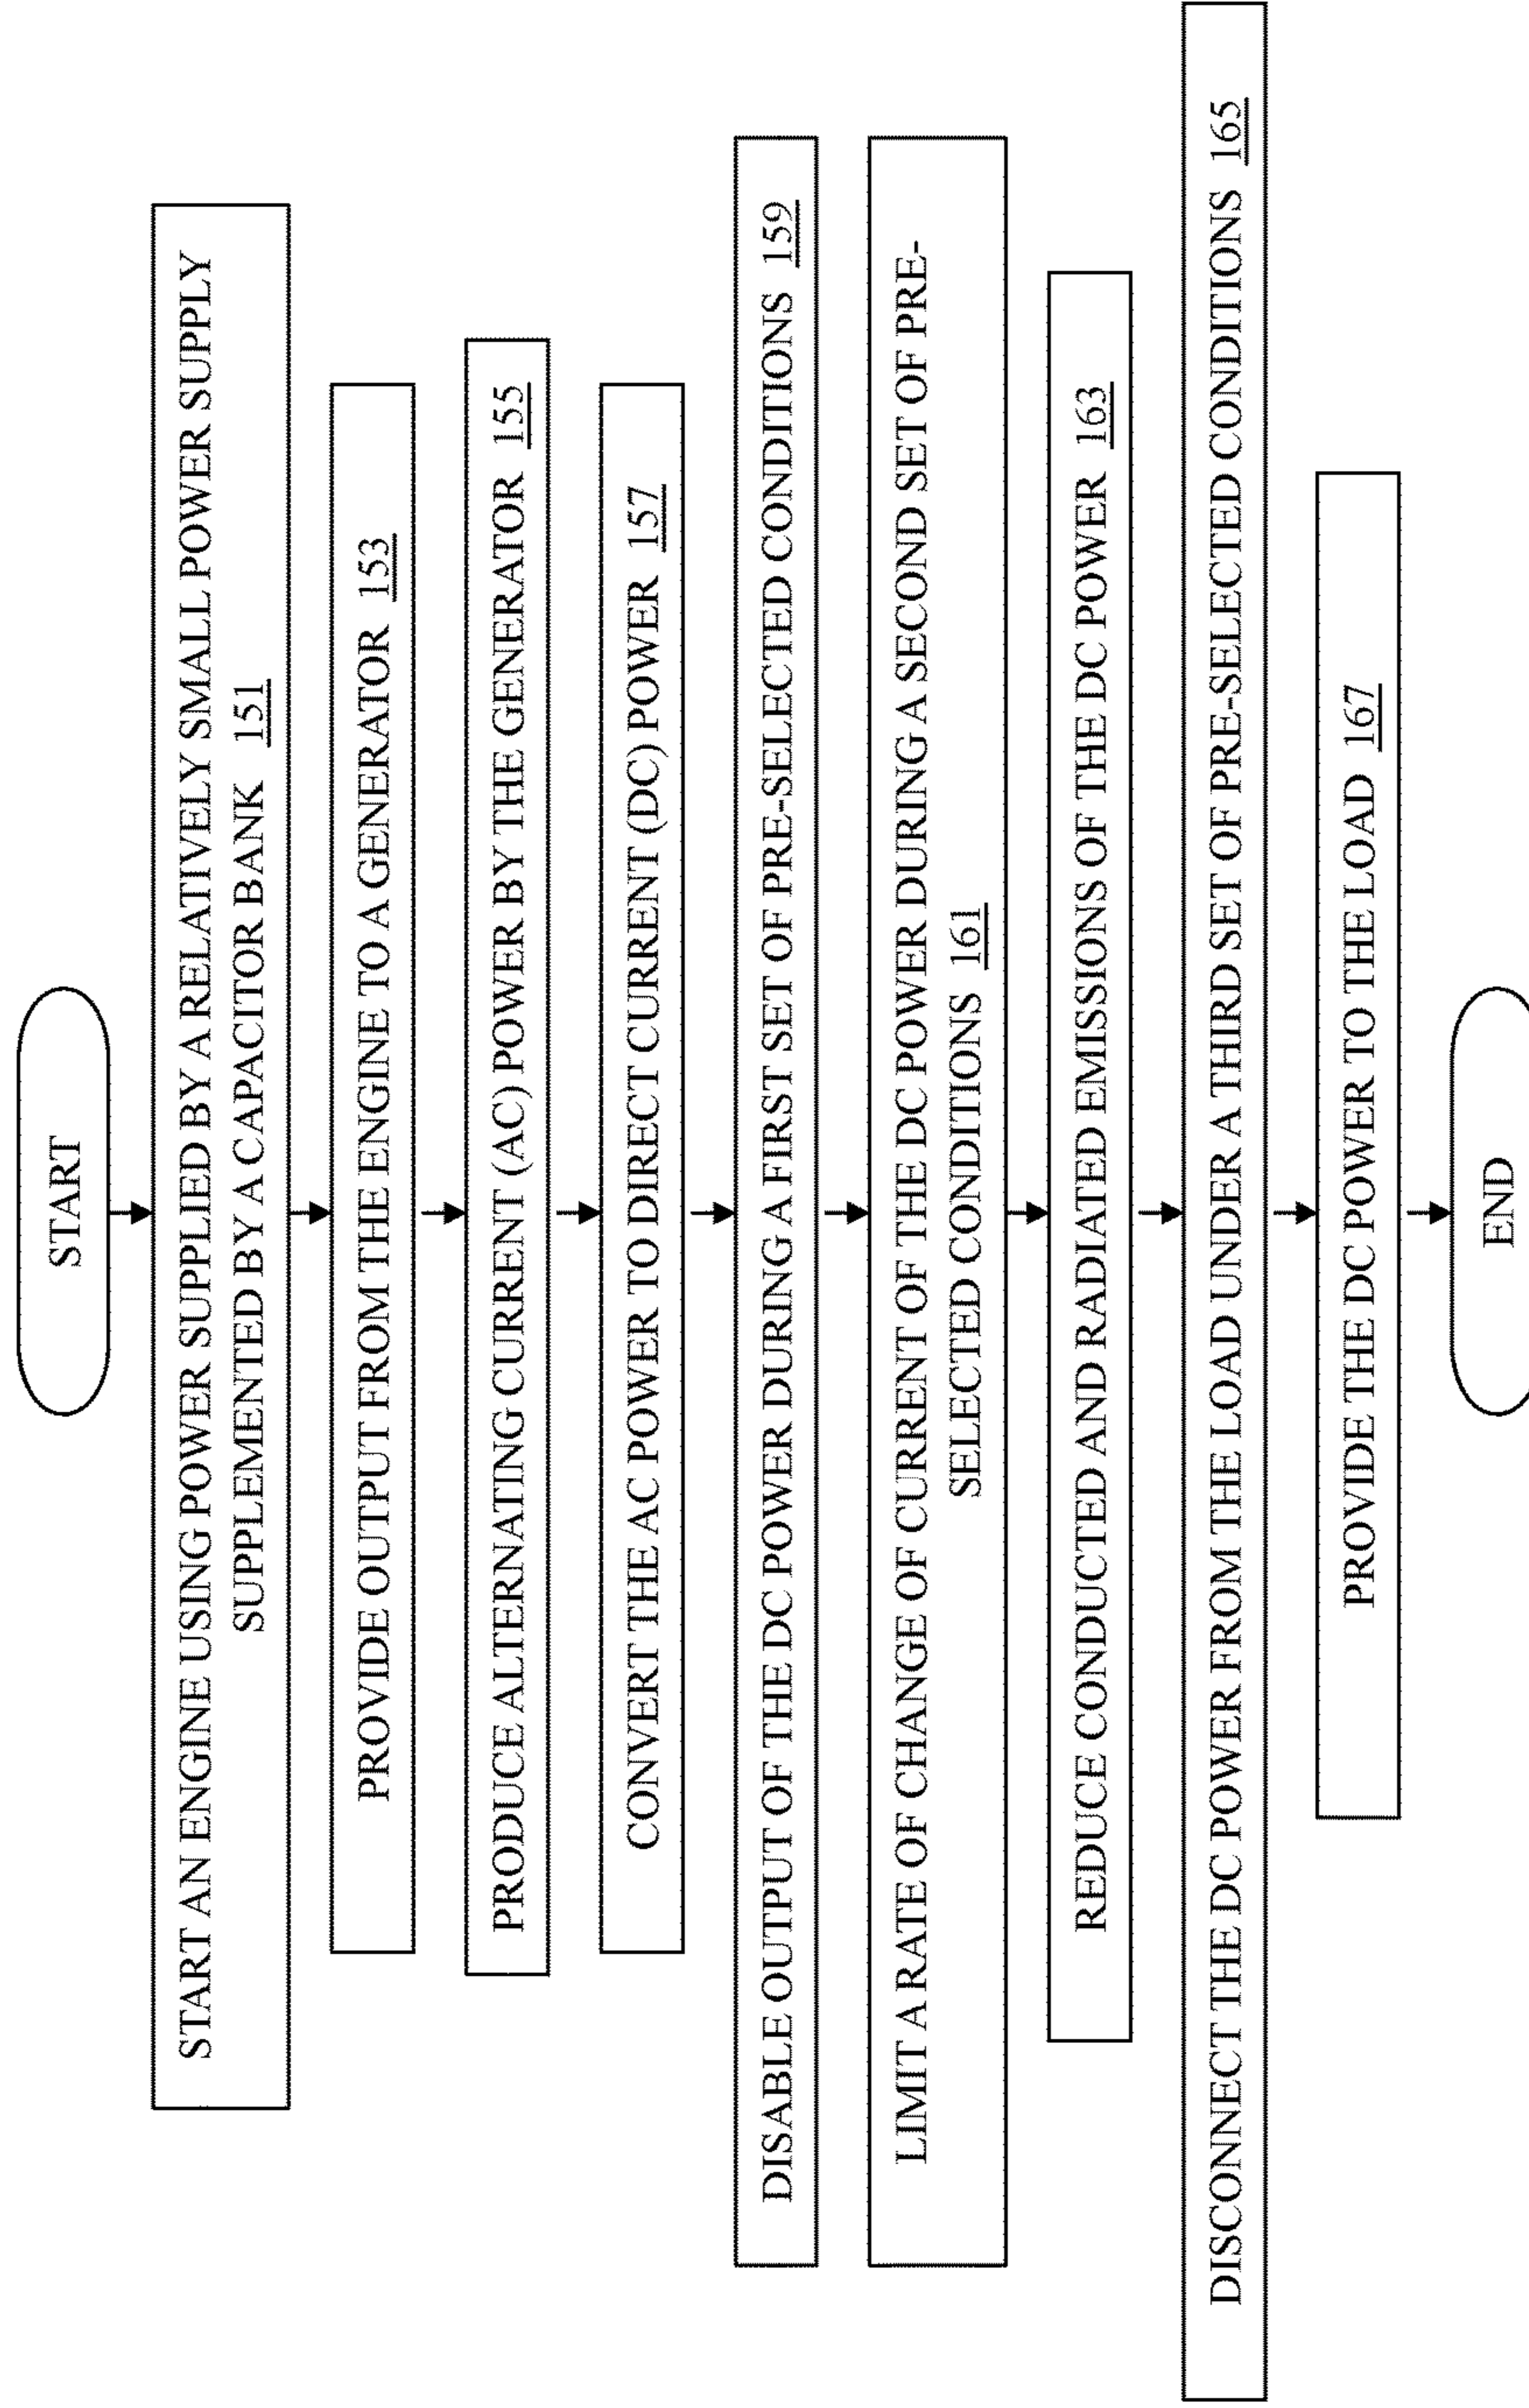 START
START AN ENGINE USING POWER SUPPLIED BY A RELATIVELY SMALL POWER SUPPLY
SUPPLEMENTED BY A CAPACITOR BANK 151
PROVIDE OUTPUT FROM THE ENGINE TO A GENERATOR 153
PRODUCE ALTERNATING CURRENT (AC) POWER BY THE GENERATOR 155
CONVERT THE AC POWER TO DIRECT CURRENT (DC) POWER 157
DISABLE OUTPUT OF THE DC POWER DURING A FIRST SET OF PRE-SELECTED CONDITIONS 159
LIMIT A RATE OF CHANGE OF CURRENT OF THE DC POWER DURING A SECOND SET OF PRE-
SELECTED CONDITIONS 161
REDUCE CONDUCTED AND RADIATED EMISSIONS OF THE DC POWER 163
DISCONNECT THE DC POWER FROM THE LOAD UNDER A THIRD SET OF PRE-SELECTED CONDITIONS 165
PROVIDE THE DC POWER TO THE LOAD 167
END